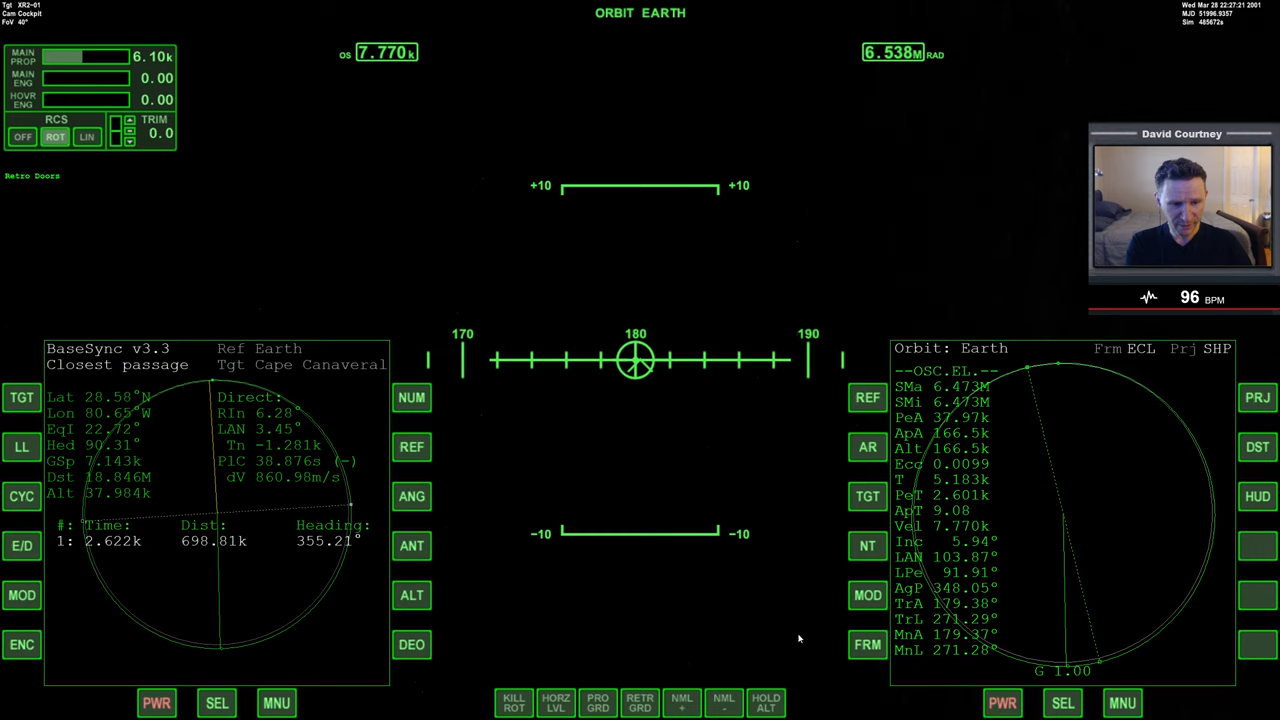 Tgt XR2-01
Cam Cockpit
FoV 40°
ORBIT EARTH
Wed Mar 28 22:27:21 2001
MJD 51996.9357
Sim 485672s
OS 7.770k
6.538M RAD
MAIN PROP 6.10k
MAIN ENG 0.00
HOVR ENG 0.00
RCS
TRIM
OFF ROT LIN
0.0
Retro Doors
David Courtney
96 BPM
+10 +10
170 180 190
-10 -10
BaseSync v3.3 Ref Earth
Closest passage Tgt Cape Canaveral
Lat 28.58°N Direct:
Lon 80.65°W RIn 6.28°
EqI 22.72° LAN 3.45°
Hed 90.31° Tn -1.281k
GSp 7.143k PlC 38.876s (-)
Dst 18.846M dV 860.98m/s
Alt 37.984k
#: Time: Dist: Heading:
1: 2.622k 698.81k 355.21°
TGT
LL
CYC
E/D
MOD
ENC
NUM
REF
ANG
ANT
ALT
DEO
PWR SEL MNU
KILL ROT
HORZ LVL
PRO GRD
RETR GRD
NML +
NML -
HOLD ALT
Orbit: Earth Frm ECL Prj SHP
--OSC.EL.--
SMa 6.473M
SMi 6.473M
PeA 37.97k
ApA 166.5k
Alt 166.5k
Ecc 0.0099
T 5.183k
PeT 2.601k
ApT 9.08
Vel 7.770k
Inc 5.94°
LAN 103.87°
LPe 91.91°
AgP 348.05°
TrA 179.38°
TrL 271.29°
MnA 179.37°
MnL 271.28°
G 1.00
REF
AR
TGT
NT
MOD
FRM
PRJ
DST
HUD
PWR SEL MNU